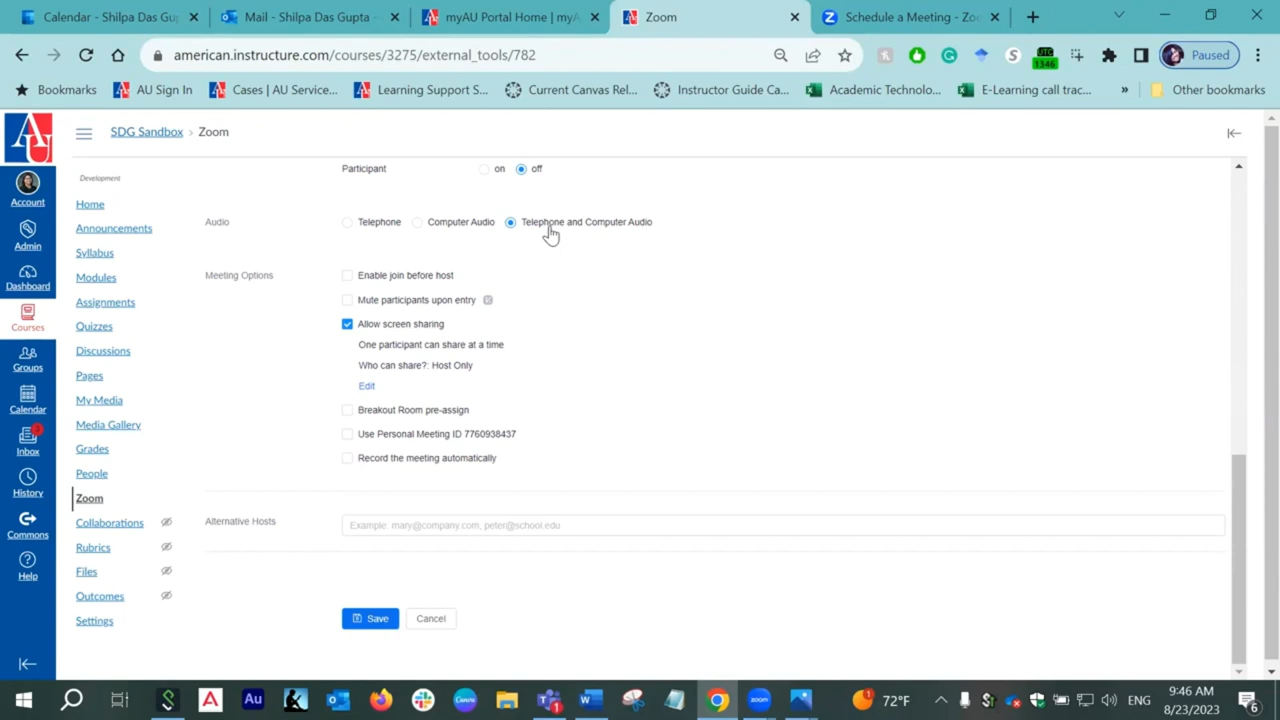 Calendar - Shilpa Das Gup
Mail - Shilpa Das Gupta -
myAU Portal Home | myA
Zoom
Schedule a Meeting - Zoo
american.instructure.com/courses/3275/external_tools/782
Paused
1346
Bookmarks
AU Sign In
Cases | AU Service...
Learning Support S...
Current Canvas Rel...
Instructor Guide Ca...
Academic Technolo...
E-Learning call trac...
»
Other bookmarks
AU
SDG Sandbox › Zoom
Account
Admin
Dashboard
Courses
Groups
Calendar
Inbox
History
Commons
Help
Development
Home
Announcements
Syllabus
Modules
Assignments
Quizzes
Discussions
Pages
My Media
Media Gallery
Grades
People
Zoom
Collaborations
Rubrics
Files
Outcomes
Settings
Participant on off
Audio Telephone Computer Audio Telephone and Computer Audio
Meeting Options Enable join before host
Mute participants upon entry
Allow screen sharing
One participant can share at a time
Who can share?: Host Only
Edit
Breakout Room pre-assign
Use Personal Meeting ID 7760938437
Record the meeting automatically
Alternative Hosts Example: mary@company.com, peter@school.edu
Save Cancel
72°F
ENG
9:46 AM
8/23/2023